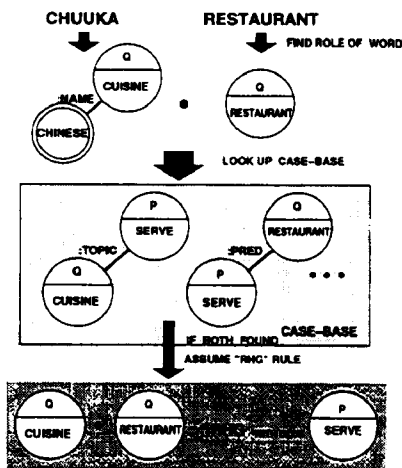 CHUUKA RESTAURANT
FIND ROLE OF WORD
Q
CUISINE
:NAME
CHINESE
Q
RESTAURANT
LOOK UP CASE-BASE
P
SERVE
:TOPIC
Q
CUISINE
Q
RESTAURANT
:PRED
P
SERVE
CASE-BASE
IF BOTH FOUND
ASSUME "RHG" RULE
Q
CUISINE
Q
RESTAURANT
P
SERVE